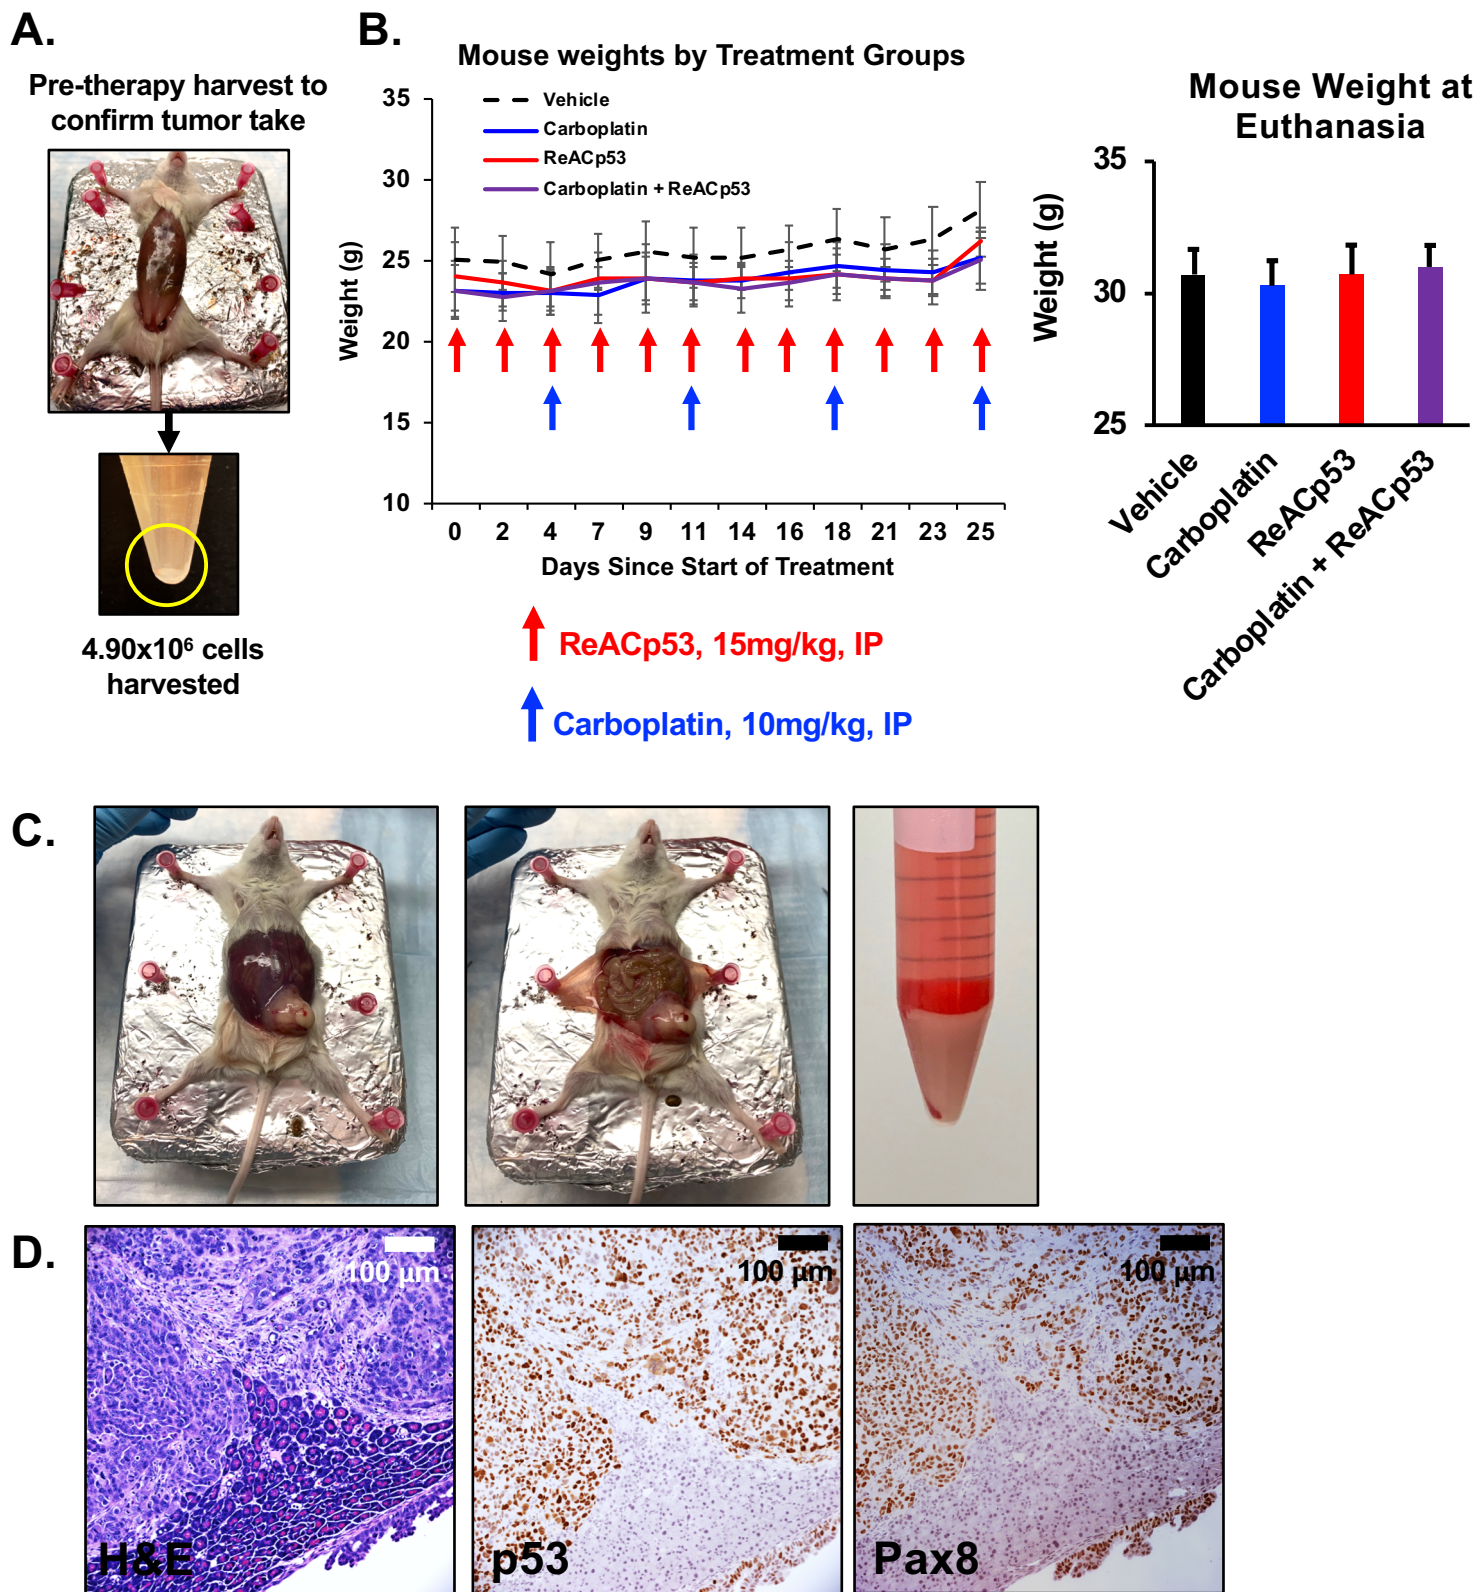 A.
Pre-therapy harvest to
confirm tumor take
4.90x10⁶ cells
harvested
B.
Mouse weights by Treatment Groups
Vehicle
Carboplatin
ReACp53
Carboplatin + ReACp53
Weight (g)
35
30
25
20
15
10
0 2 4 7 9 11 14 16 18 21 23 25
Days Since Start of Treatment
ReACp53, 15mg/kg, IP
Carboplatin, 10mg/kg, IP
Mouse Weight at
Euthanasia
Weight (g)
35
30
25
Vehicle
Carboplatin
ReACp53
Carboplatin + ReACp53
C.
D.
100 µm
H&E
100 µm
p53
100 µm
Pax8